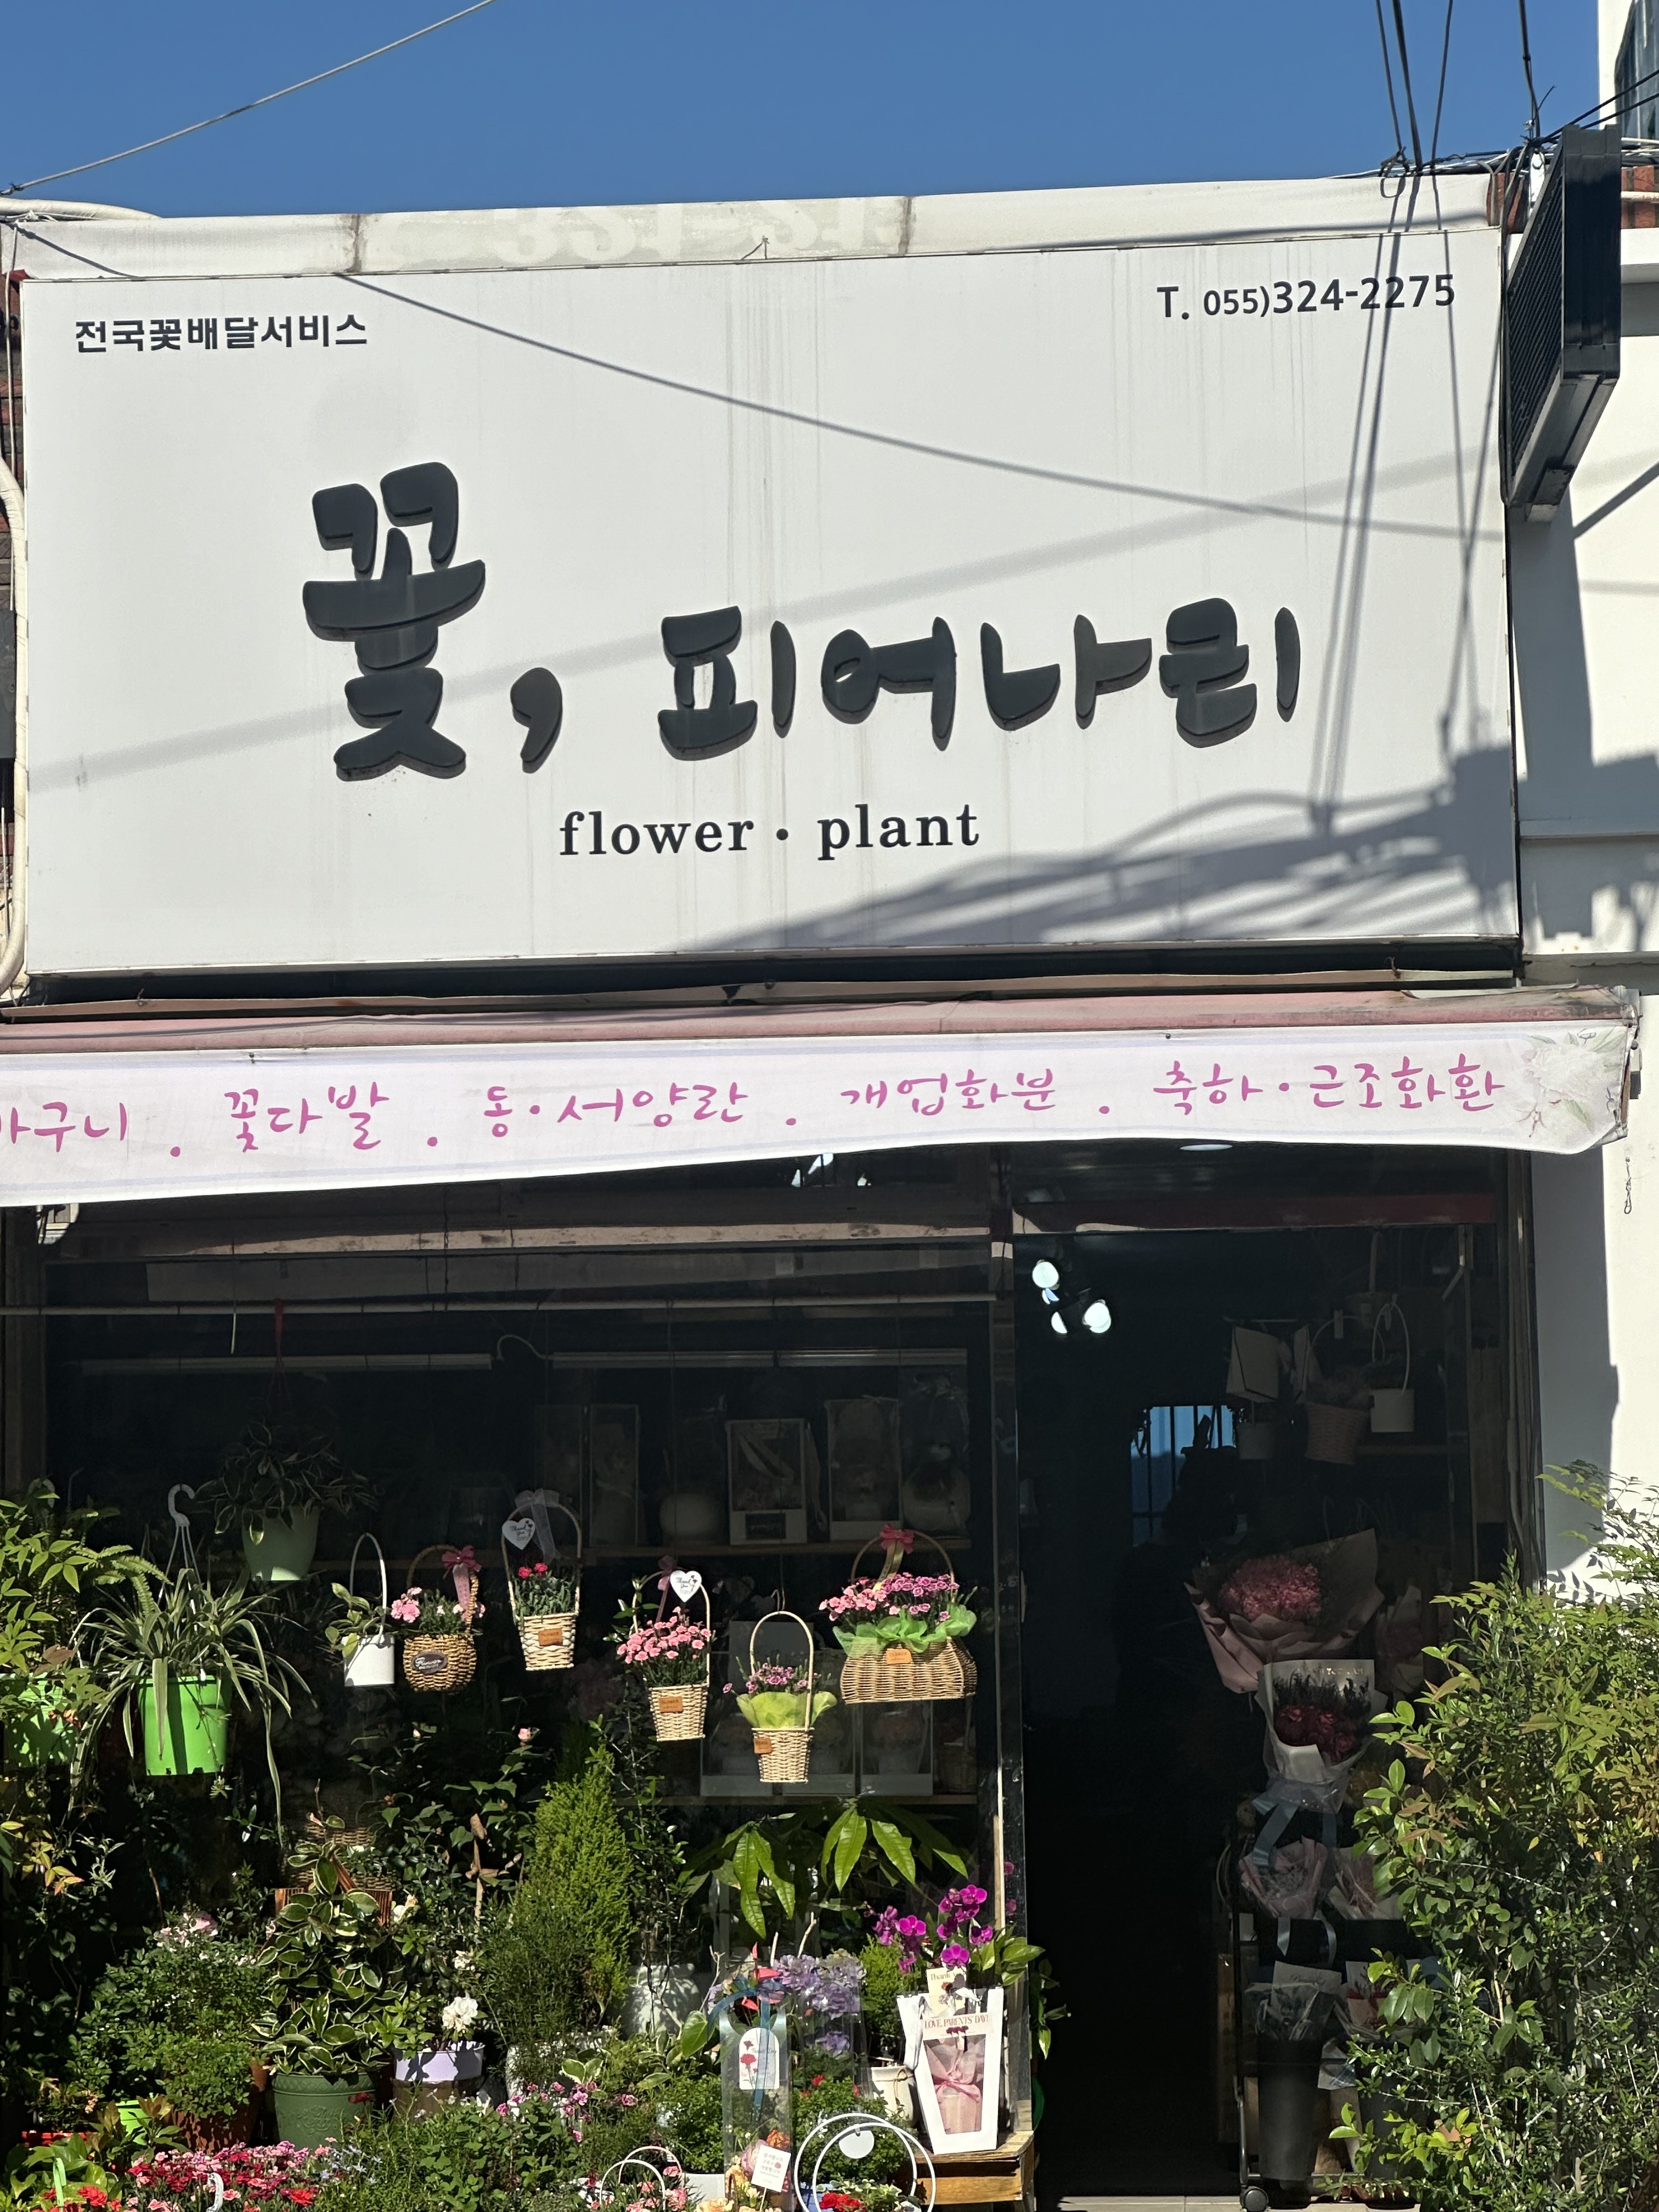 전국꽃배달서비스
T. 055)324-2275
꽃, 피어나리
flower · plant
구니 . 꽃다발 . 동·서양란 . 개업화분 . 축하·근조화환
LOVE, PARENTS' DAY!